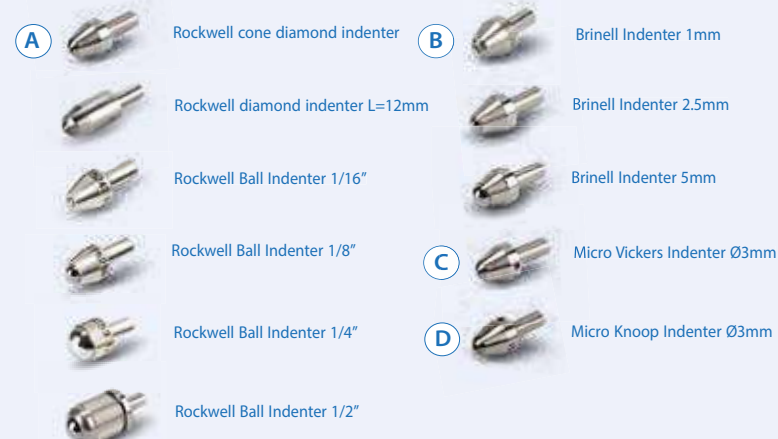 A
Rockwell cone diamond indenter
Rockwell diamond indenter L=12mm
Rockwell Ball Indenter 1/16”
Rockwell Ball Indenter 1/8”
Rockwell Ball Indenter 1/4”
Rockwell Ball Indenter 1/2”
B
Brinell Indenter 1mm
Brinell Indenter 2.5mm
Brinell Indenter 5mm
C
Micro Vickers Indenter Ø3mm
D
Micro Knoop Indenter Ø3mm